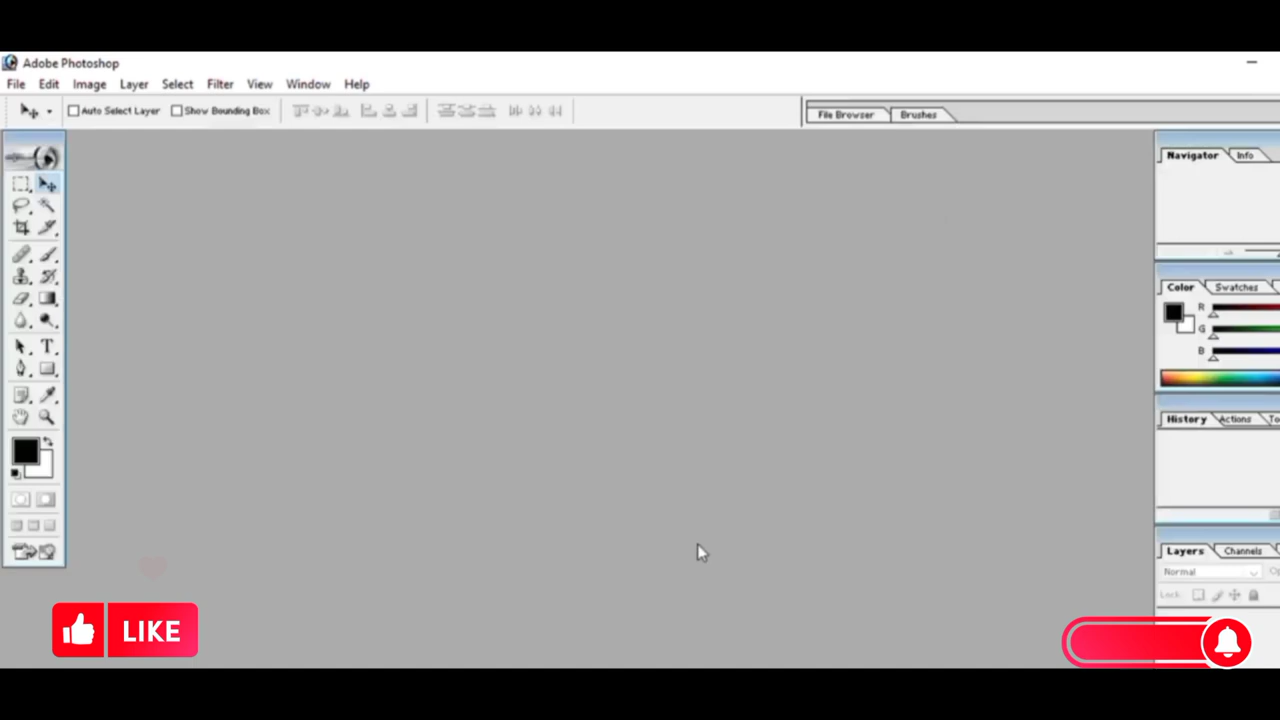 Adobe Photoshop
File Edit Image Layer Select Filter View Window Help
Auto Select Layer Show Bounding Box
File Browser Brushes
Navigator Info
Color Swatches
R
G
B
History Actions
Layers Channels
Normal
Lock:
T
LIKE